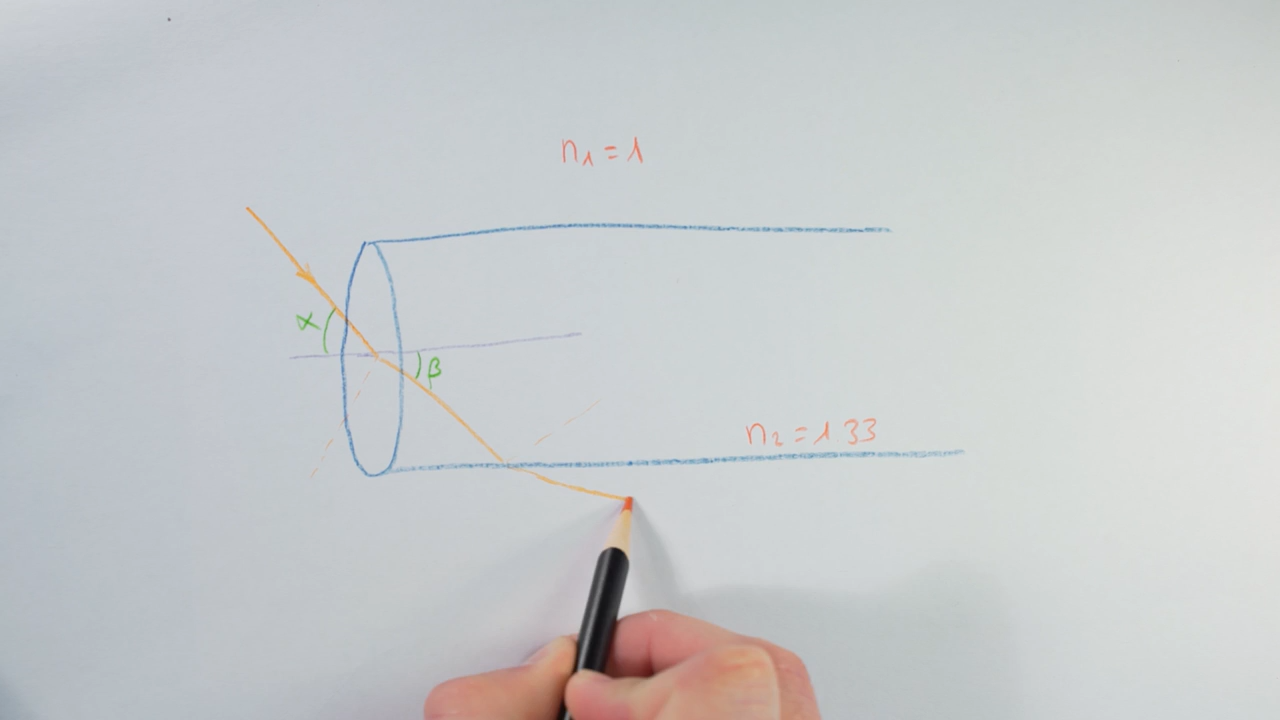 n₁ = 1
α
β
n₂ = 1 33